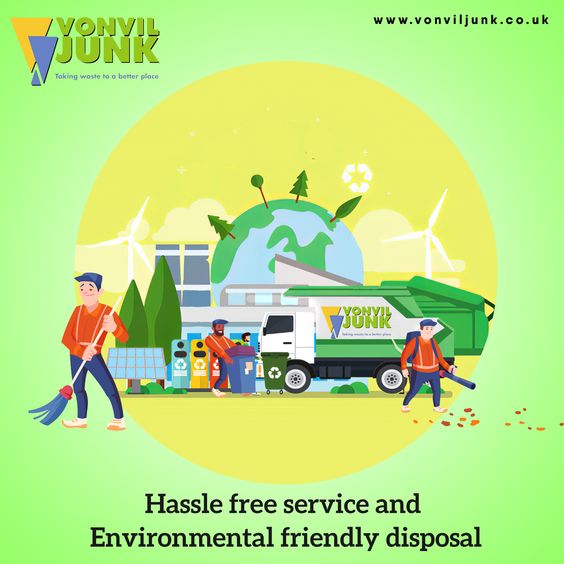 VONVIL
JUNK
Taking waste to a better place
www.vonviljunk.co.uk
VONVIL
JUNK
Taking waste to a better place
Hassle free service and
Environmental friendly disposal